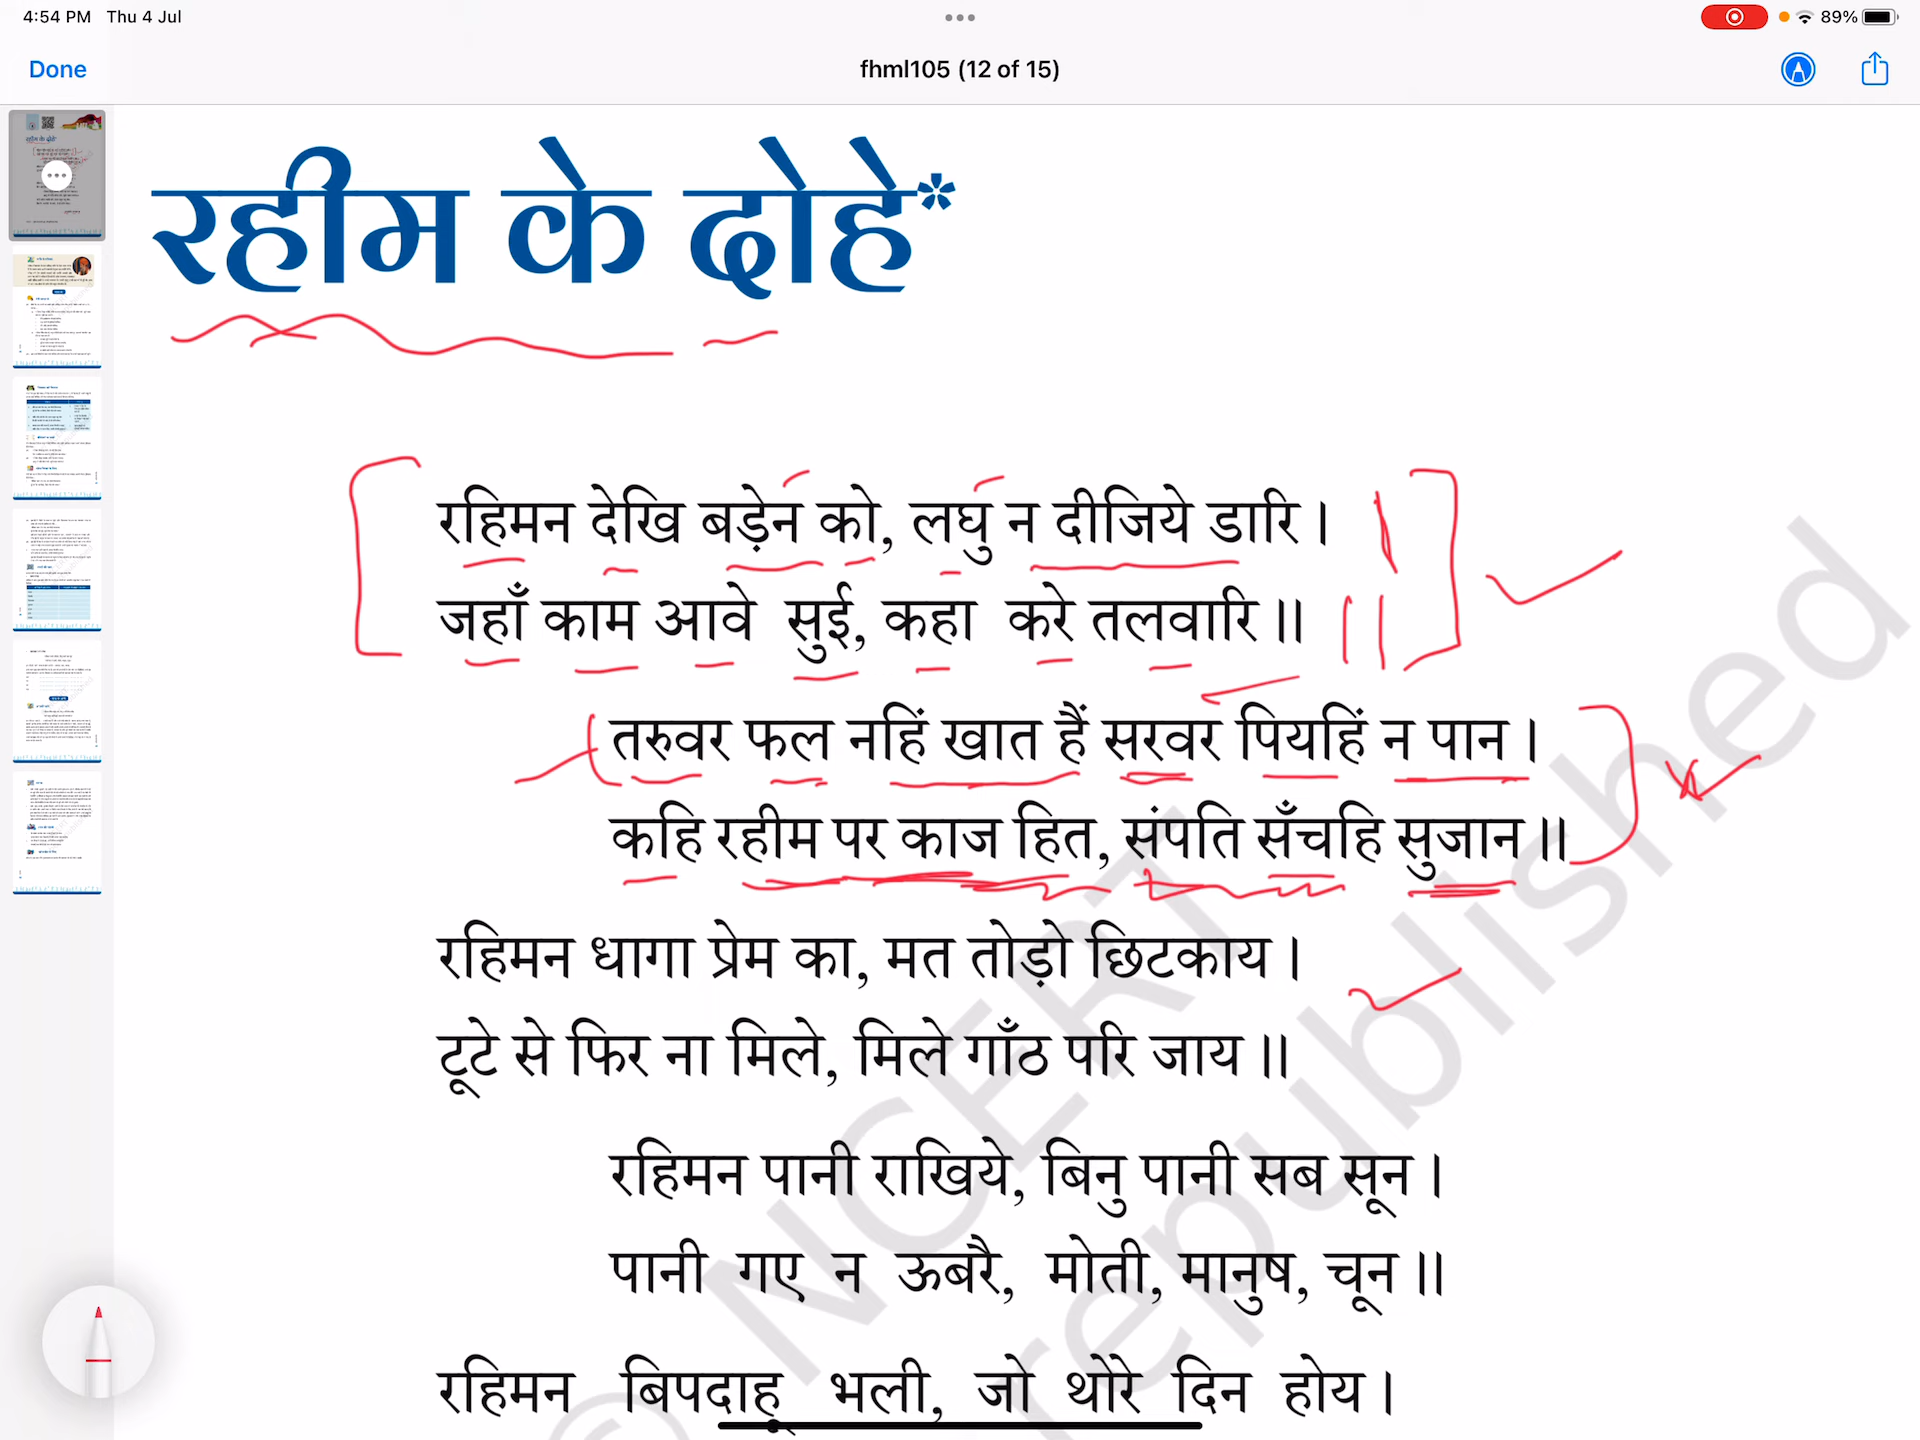 4:54 PM Thu 4 Jul
89%
Done
fhml105 (12 of 15)
रहीम के दोहे*
रहिमन देखि बड़ेन को, लघु न दीजिये डारि।
जहाँ काम आवे सुई, कहा करे तलवारि॥
तरुवर फल नहिं खात हैं सरवर पियहिं न पान।
कहि रहीम पर काज हित, संपति सँचहि सुजान॥
रहिमन धागा प्रेम का, मत तोड़ो छिटकाय।
टूटे से फिर ना मिले, मिले गाँठ परि जाय॥
रहिमन पानी राखिये, बिनु पानी सब सून।
पानी गए न ऊबरै, मोती, मानुष, चून॥
रहिमन बिपदाहू भली, जो थोरे दिन होय।
© NCERT
republished